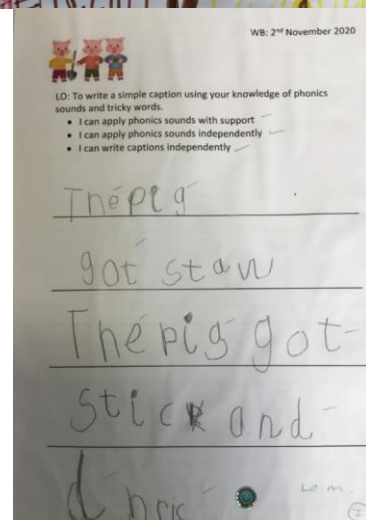 WB: 2nd November 2020
LO: To write a simple caption using your knowledge of phonics
sounds and tricky words.
• I can apply phonics sounds with support
• I can apply phonics sounds independently
• I can write captions independently
The pig
got staw
The pig got
stick and
LO: m.